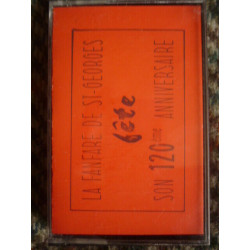 LA FANFARE DE ST-GEORGES
fête
SON 120ème ANNIVERSAIRE